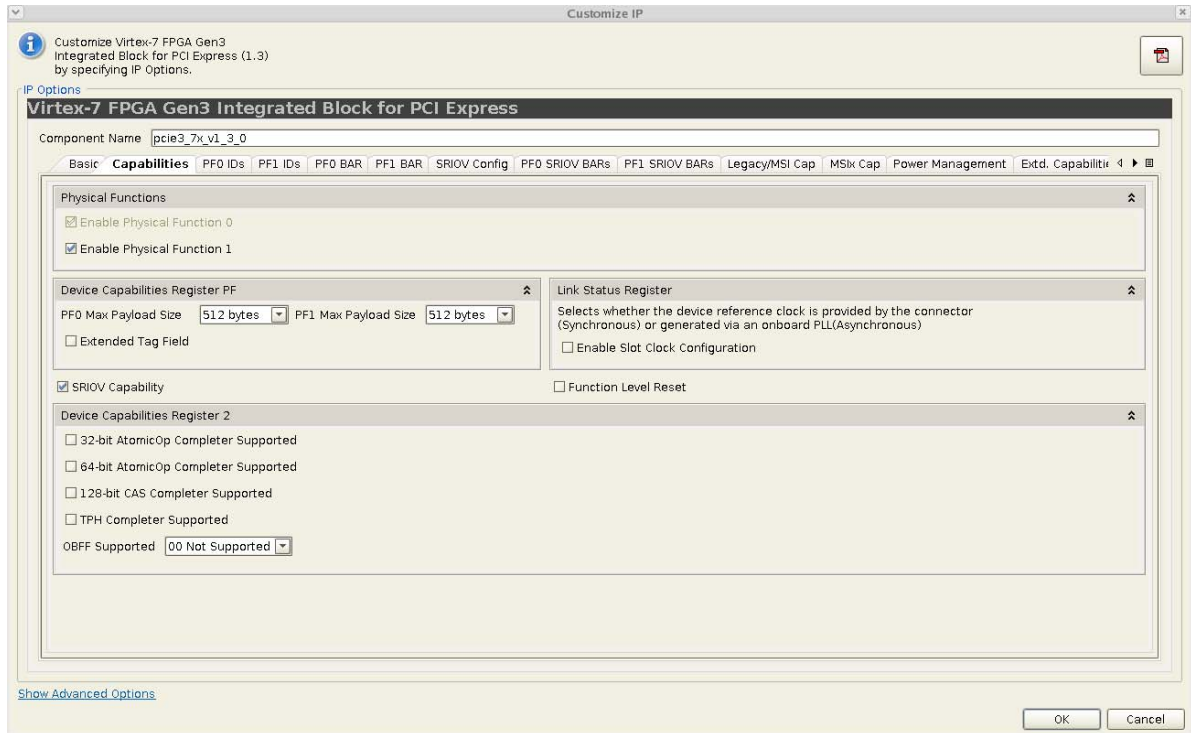 Customize IP
Customize Virtex-7 FPGA Gen3
Integrated Block for PCI Express (1.3)
by specifying IP Options.
IP Options
Virtex-7 FPGA Gen3 Integrated Block for PCI Express
Component Name pcie3_7x_v1_3_0
Basic Capabilities PF0 IDs PF1 IDs PF0 BAR PF1 BAR SRIOV Config PF0 SRIOV BARs PF1 SRIOV BARs Legacy/MSI Cap MSIx Cap Power Management Extd. Capabilitie
Physical Functions
Enable Physical Function 0
Enable Physical Function 1
Device Capabilities Register PF
PF0 Max Payload Size 512 bytes PF1 Max Payload Size 512 bytes
Extended Tag Field
Link Status Register
Selects whether the device reference clock is provided by the connector
(Synchronous) or generated via an onboard PLL(Asynchronous)
Enable Slot Clock Configuration
SRIOV Capability
Function Level Reset
Device Capabilities Register 2
32-bit AtomicOp Completer Supported
64-bit AtomicOp Completer Supported
128-bit CAS Completer Supported
TPH Completer Supported
OBFF Supported 00 Not Supported
Show Advanced Options
OK Cancel